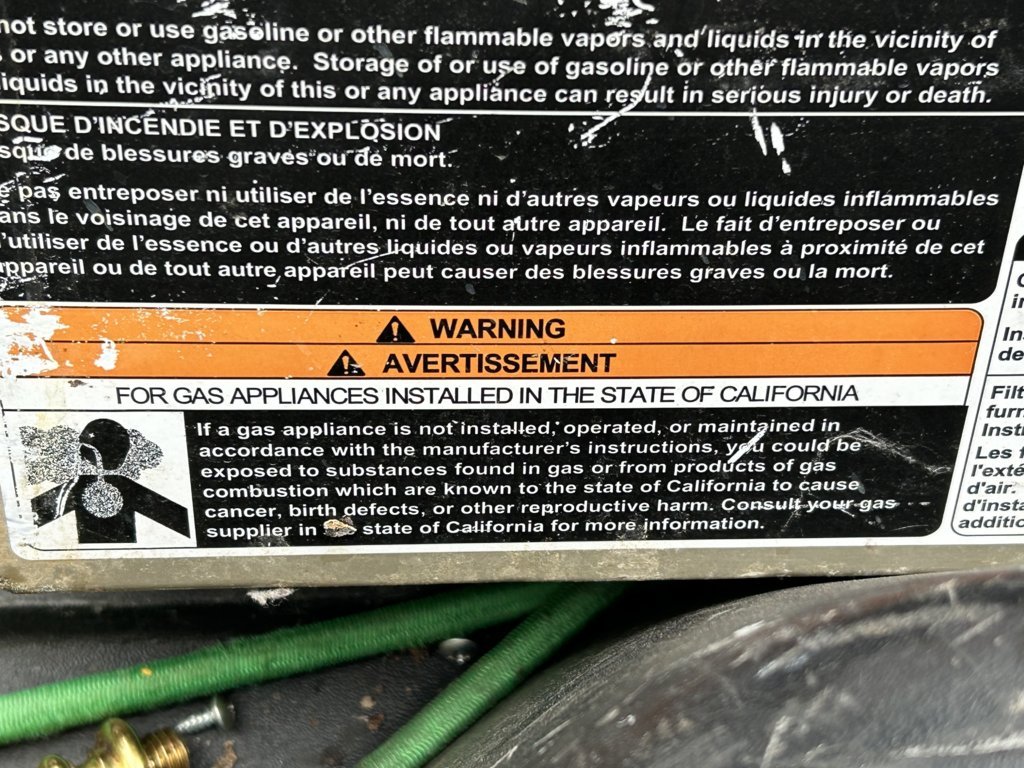 not store or use gasoline or other flammable vapors and liquids in the vicinity of
or any other appliance. Storage of or use of gasoline or other flammable vapors
liquids in the vicinity of this or any appliance can result in serious injury or death.
SQUE D'INCENDIE ET D'EXPLOSION
sque de blessures graves ou de mort.
e pas entreposer ni utiliser de l'essence ni d'autres vapeurs ou liquides inflammables
ans le voisinage de cet appareil, ni de tout autre appareil. Le fait d'entreposer ou
'utiliser de l'essence ou d'autres liquides ou vapeurs inflammables à proximité de cet
appareil ou de tout autre appareil peut causer des blessures graves ou la mort.
WARNING
AVERTISSEMENT
FOR GAS APPLIANCES INSTALLED IN THE STATE OF CALIFORNIA
If a gas appliance is not installed, operated, or maintained in
accordance with the manufacturer's instructions, you could be
exposed to substances found in gas or from products of gas
combustion which are known to the state of California to cause
cancer, birth defects, or other reproductive harm. Consult your gas
supplier in state of California for more information.
in
In
de
Filt
furn
Instr
Les f
l'exté
d'air.
d'insta
additio